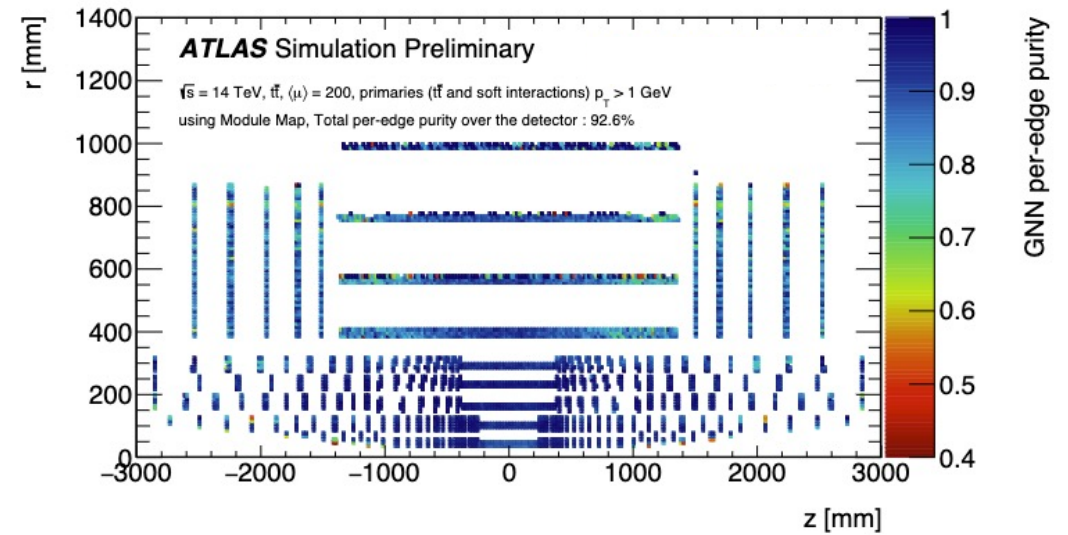 ATLAS Simulation Preliminary
√s = 14 TeV, tt̄, ⟨μ⟩ = 200, primaries (tt̄ and soft interactions) p_T > 1 GeV
using Module Map, Total per-edge purity over the detector : 92.6%
r [mm]
1400
1200
1000
800
600
400
200
0
−3000 −2000 −1000 0 1000 2000 3000
z [mm]
1
0.9
0.8
0.7
0.6
0.5
0.4
GNN per-edge purity